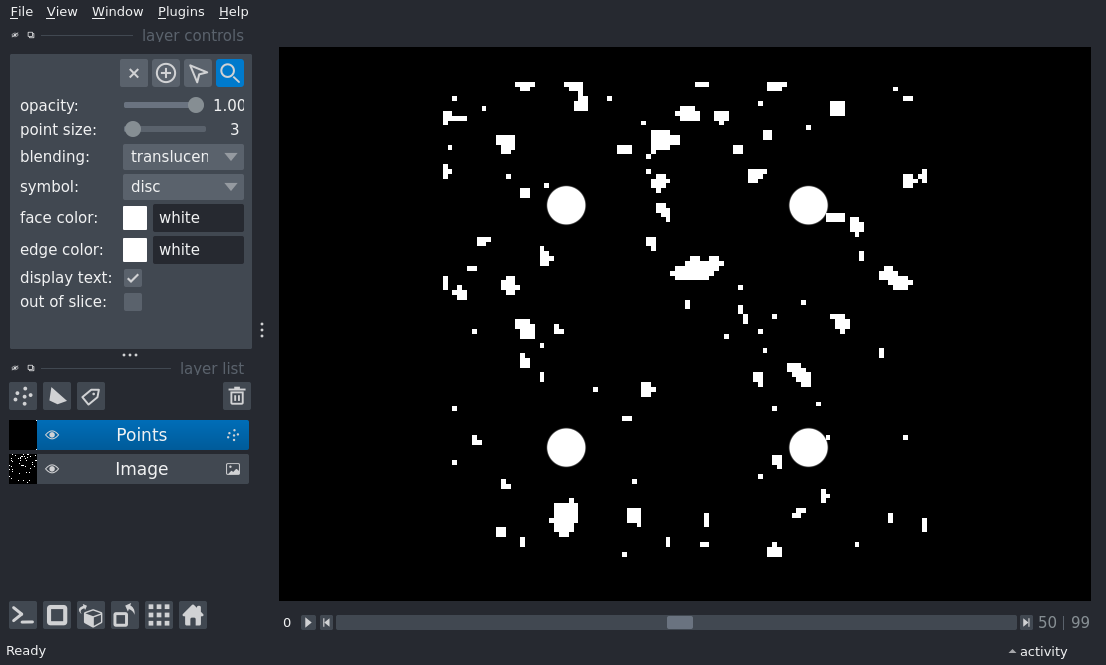 File View Window Plugins Help
layer controls
opacity: 1.00
point size: 3
blending: translucen
symbol: disc
face color: white
edge color: white
display text:
out of slice:
layer list
Points
Image
0 50 | 99
Ready activity